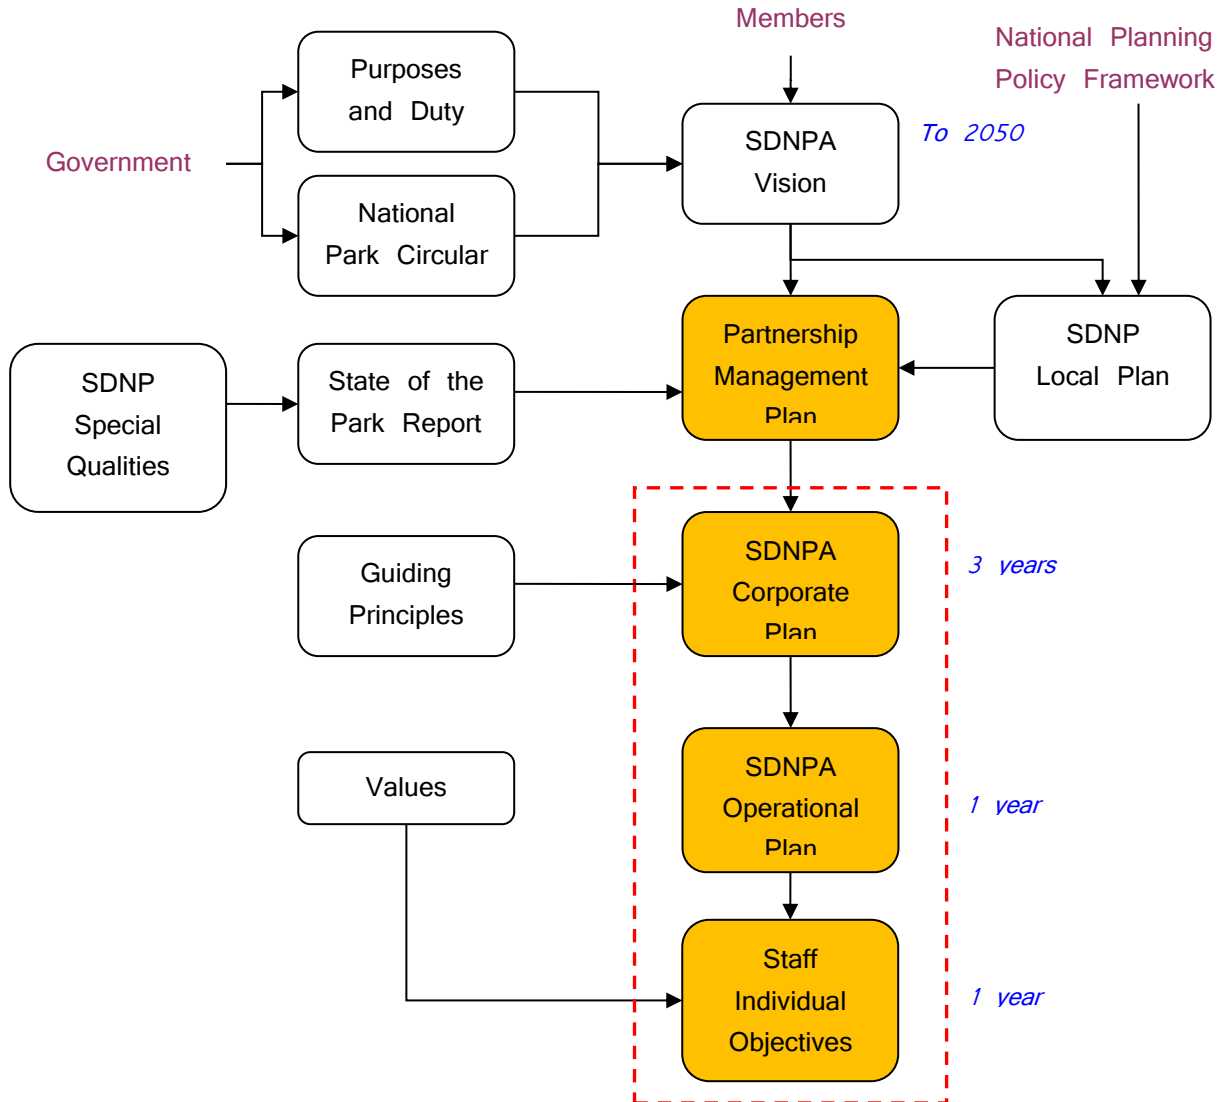 Members
National Planning
Policy Framework
Purposes
and Duty
SDNPA
Vision
To 2050
Government
National
Park Circular
Partnership
Management
Plan
SDNP
Local Plan
SDNP
Special
Qualities
State of the
Park Report
SDNPA
Corporate
Plan
3 years
Guiding
Principles
SDNPA
Operational
Plan
1 year
Values
Staff
Individual
Objectives
1 year